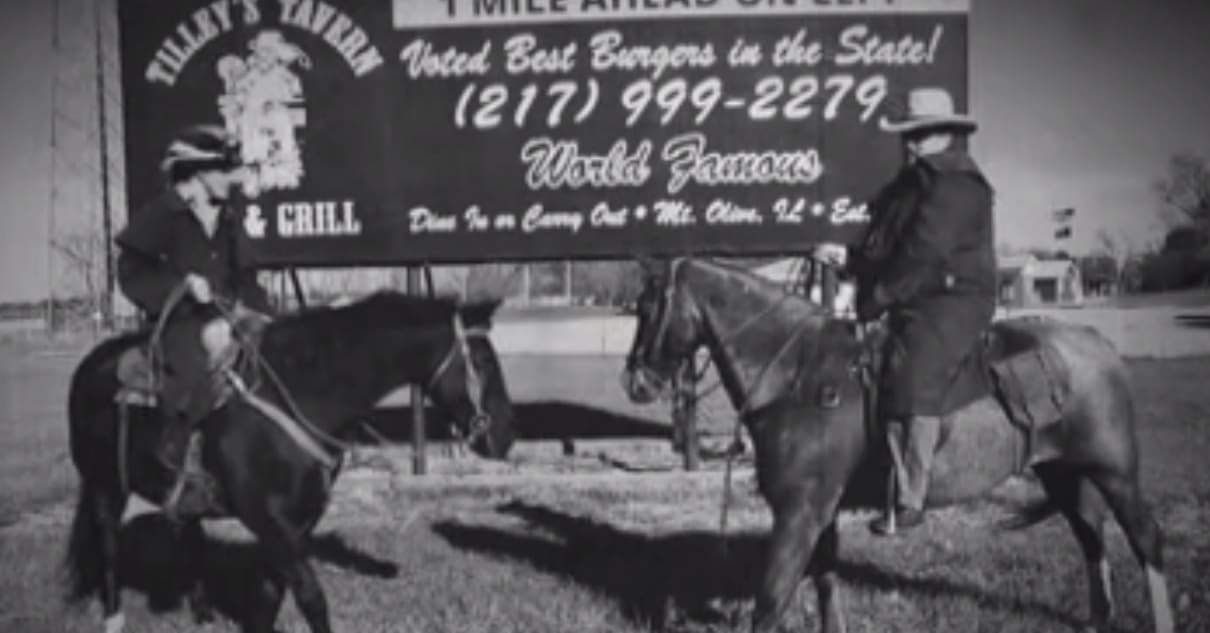 TILLEY'S TAVERN
& GRILL
1 MILE AHEAD ON LEFT
Voted Best Burgers in the State!
(217) 999-2279
World Famous
Dine In or Carry Out • Mt. Olive, IL • Est.